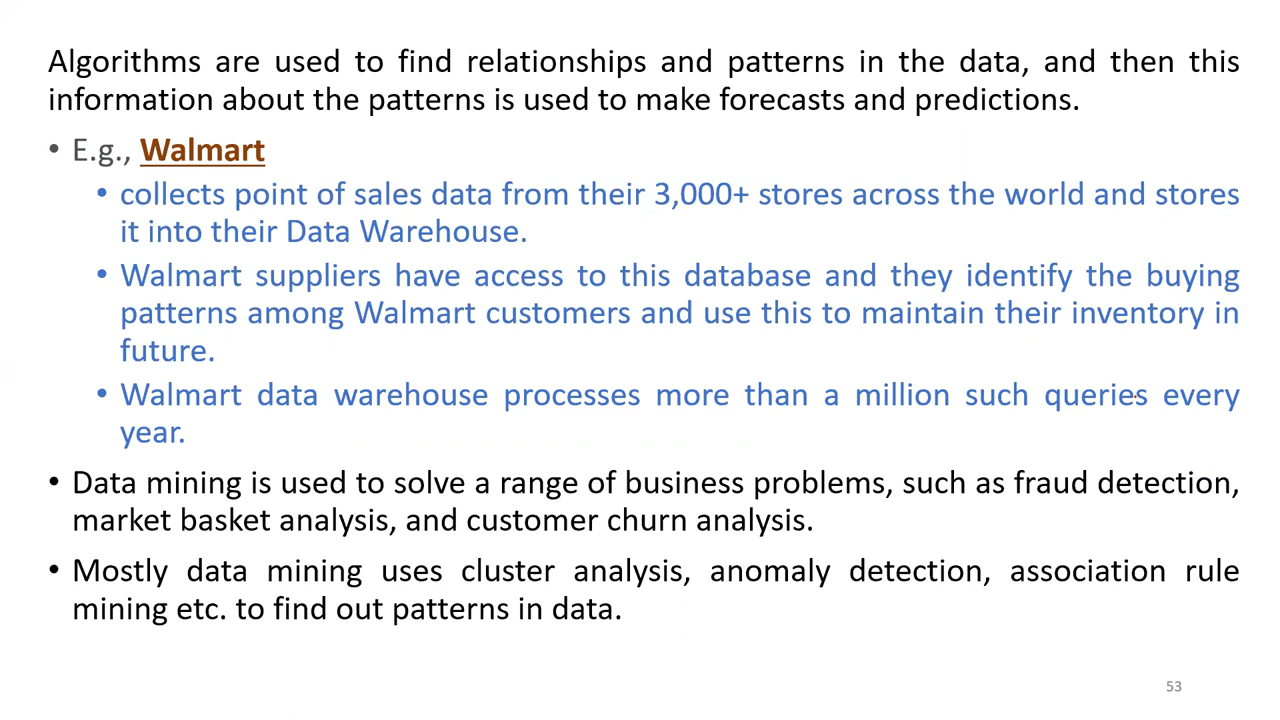 Algorithms are used to find relationships and patterns in the data, and then this
information about the patterns is used to make forecasts and predictions.
• E.g., Walmart
• collects point of sales data from their 3,000+ stores across the world and stores
it into their Data Warehouse.
• Walmart suppliers have access to this database and they identify the buying
patterns among Walmart customers and use this to maintain their inventory in
future.
• Walmart data warehouse processes more than a million such queries every
year.
• Data mining is used to solve a range of business problems, such as fraud detection,
market basket analysis, and customer churn analysis.
• Mostly data mining uses cluster analysis, anomaly detection, association rule
mining etc. to find out patterns in data.
53